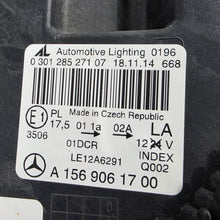 AL Automotive Lighting 0196
0 301 285 271 07 18.11.14 668
Made in Czech Republic
E1 PL 01 1a 02A LA
17,5 12 V
3506 01DCR INDEX
LE12A6291 Q002
A 156 906 17 00